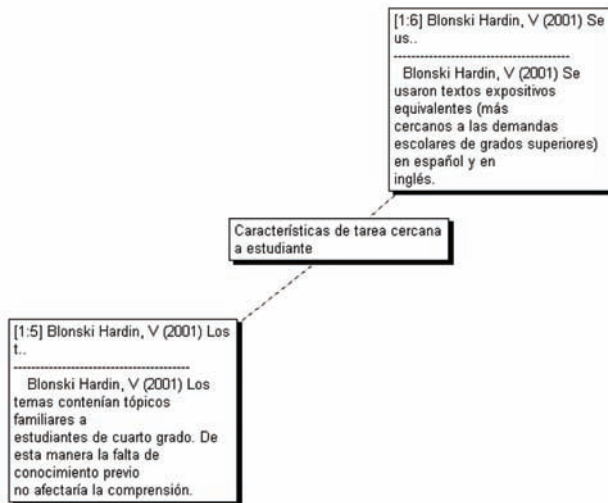 [1:6] Blonski Hardin, V (2001) Se
us..
----------------------------------------
Blonski Hardin, V (2001) Se
usaron textos expositivos
equivalentes (más
cercanos a las demandas
escolares de grados superiores)
en español y en
inglés.
Características de tarea cercana
a estudiante
[1:5] Blonski Hardin, V (2001) Los
t..
----------------------------------------
Blonski Hardin, V (2001) Los
temas contenían tópicos
familiares a
estudiantes de cuarto grado. De
esta manera la falta de
conocimiento previo
no afectaría la comprensión.